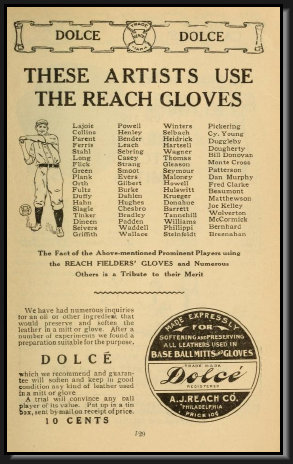 DOLCE
TRADE
MARK
DOLCE
THESE ARTISTS USE
THE REACH GLOVES
Lajoie Powell Winters Pickering
Collins Henley Selbach Cy. Young
Parent Bender Heidrick Duggleby
Ferris Leach Hartsell Dougherty
Stahl Sebring Wagner Bill Donovan
Long Casey Thomas Monte Cross
Flick Strang Gleason Patterson
Green Smoot Seymour Dan Murphy
Plank Evers Maloney Fred Clarke
Orth Gilbert Howell Beaumont
Pultz Burke Hulswitt Matthewson
Duffy Dahlen Krueger Joe Kelley
Hahn Hughes Donahue Wolverton
Slagle Chesbro Barrett McCormick
Tinker Bradley Tannehill Bernhard
Dineen Padden Williams Bresnahan
Seivers Waddell Phillippi
Griffith Wallace Steinfeldt
The Fact of the Above-mentioned Prominent Players using
the REACH FIELDERS' GLOVES and Numerous
Others is a Tribute to their Merit
We have had numerous inquiries
for an oil or other ingredient that
would preserve and soften the
leather in a mitt or glove. After a
number of experiments we found a
preparation suitable for the purpose,
DOLCÉ
which we recommend and guaran-
tee will soften and keep in good
condition any kind of leather used
in a mitt or glove.
A trial will convince any ball
player of its value. Put up in a tin
box, sent by mail on receipt of price.
10 CENTS
MADE EXPRESSLY
FOR
SOFTENING AND PRESERVING
ALL LEATHERS USED IN
BASE BALL MITTS AND GLOVES
TRADE MARK
Dolcé
REGISTERED
A.J. REACH CO.
PHILADELPHIA
PRICE 10¢